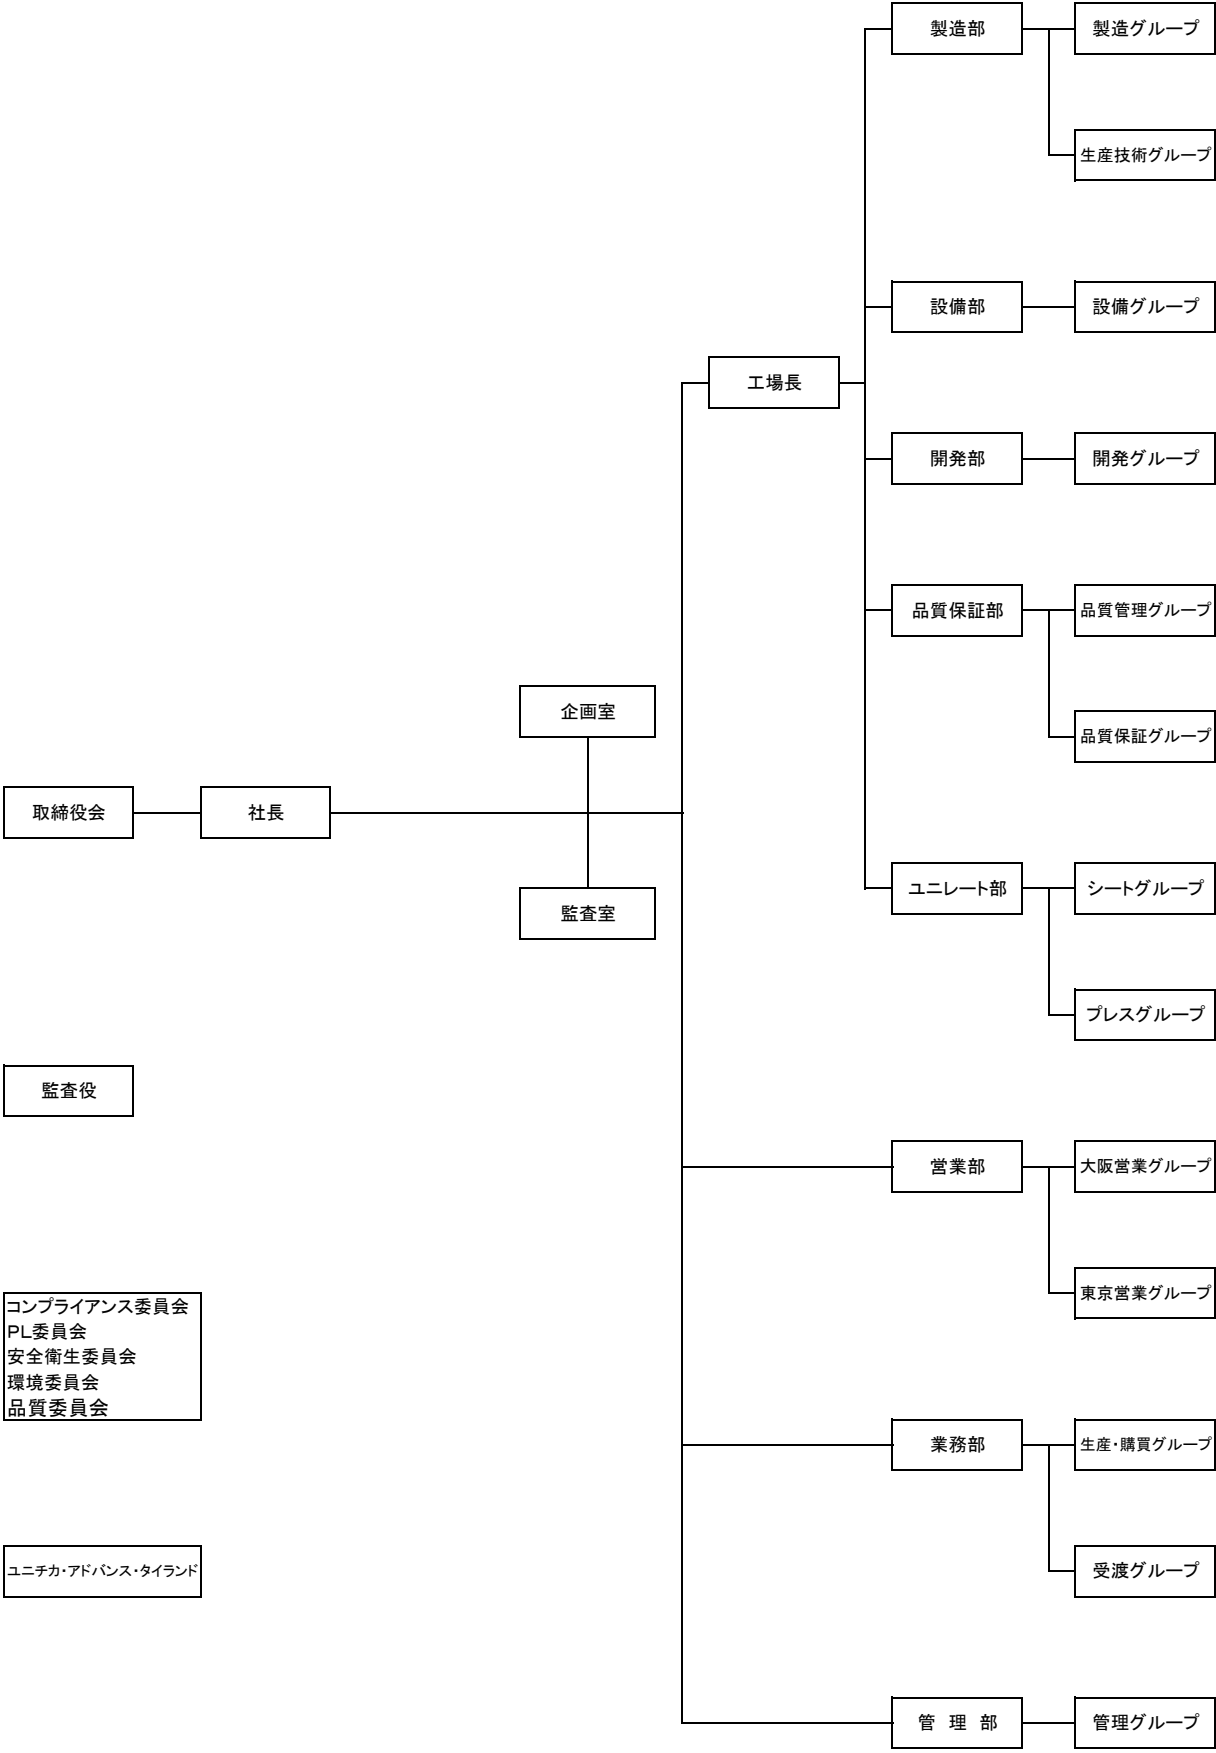 製造部
製造グループ
生産技術グループ
設備部
設備グループ
工場長
開発部
開発グループ
品質保証部
品質管理グループ
企画室
品質保証グループ
取締役会
社長
ユニレート部
シートグループ
監査室
プレスグループ
監査役
営業部
大阪営業グループ
東京営業グループ
コンプライアンス委員会
PL委員会
安全衛生委員会
環境委員会
品質委員会
業務部
生産・購買グループ
ユニチカ・アドバンス・タイランド
受渡グループ
管　理　部
管理グループ